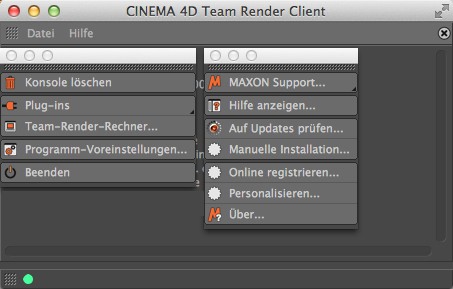 CINEMA 4D Team Render Client
Datei Hilfe
Konsole löschen
Plug-ins
Team-Render-Rechner...
Programm-Voreinstellungen...
Beenden
MAXON Support...
Hilfe anzeigen...
Auf Updates prüfen...
Manuelle Installation...
Online registrieren...
Personalisieren...
Über...